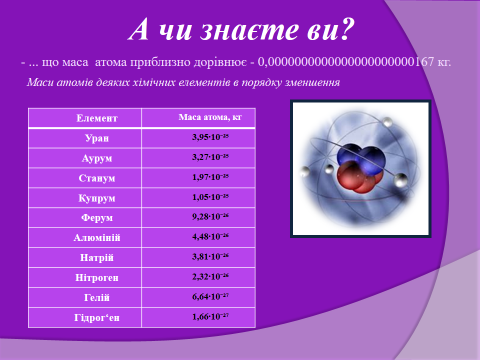 А чи знаєте ви?
- ... що маса атома приблизно дорівнює - 0,00000000000000000000000167 кг.
Маси атомів деяких хімічних елементів в порядку зменшення
Елемент Маса атома, кг
Уран 3,95·10⁻²⁵
Аурум 3,27·10⁻²⁵
Станум 1,97·10⁻²⁵
Купрум 1,05·10⁻²⁵
Ферум 9,28·10⁻²⁶
Алюміній 4,48·10⁻²⁶
Натрій 3,81·10⁻²⁶
Нітроген 2,32·10⁻²⁶
Гелій 6,64·10⁻²⁷
Гідрог‘ен 1,66·10⁻²⁷